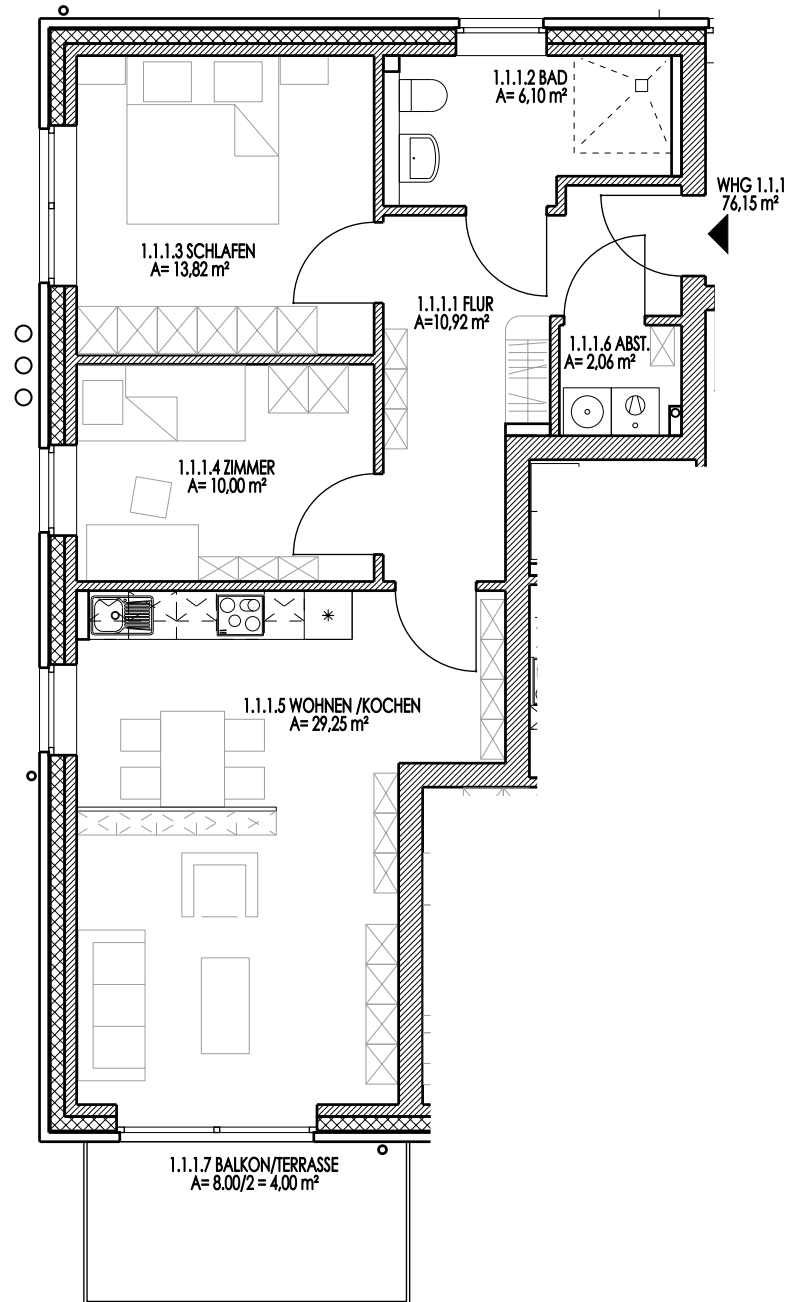 1.1.1.2 BAD
A= 6,10 m²
WHG 1.1.1
76,15 m²
1.1.1.3 SCHLAFEN
A= 13,82 m²
1.1.1.1 FLUR
A=10,92 m²
1.1.1.6 ABST.
A= 2,06 m²
1.1.1.4 ZIMMER
A= 10,00 m²
1.1.1.5 WOHNEN /KOCHEN
A= 29,25 m²
1.1.1.7 BALKON/TERRASSE
A= 8.00/2 = 4,00 m²